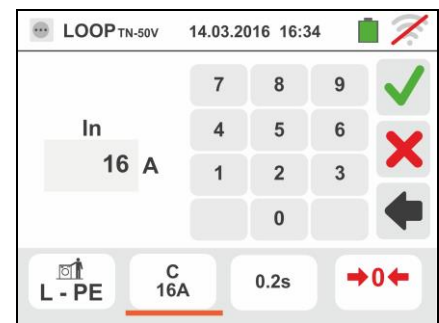 LOOP TN-50V 14.03.2016 16:34
7 8 9
In
4 5 6
16 A
1 2 3
0
L - PE
C
16A
0.2s
0